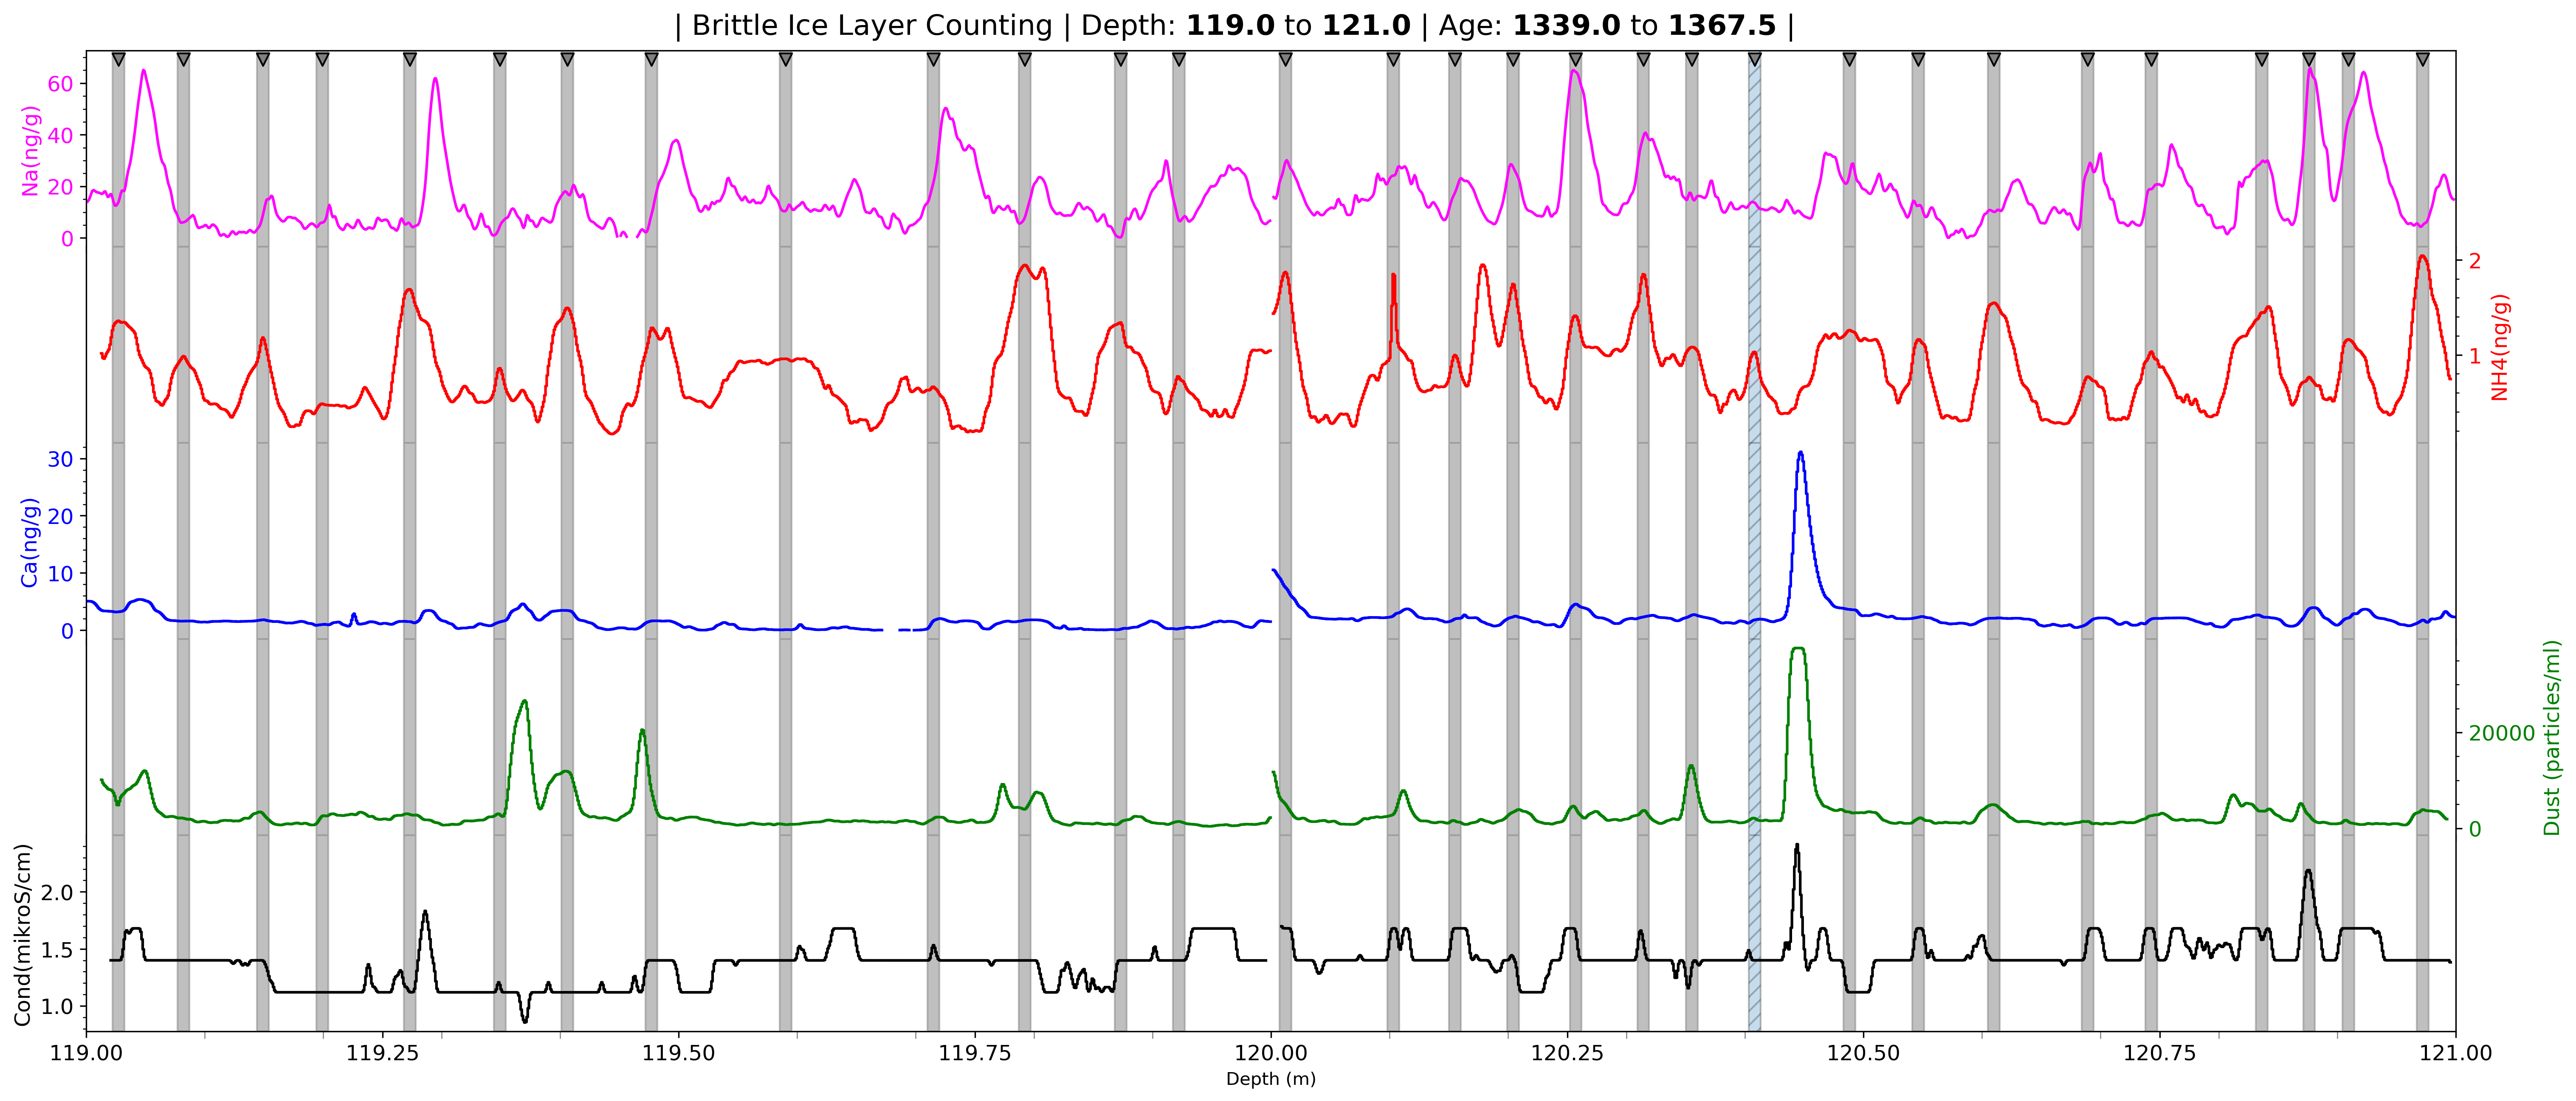 | Brittle Ice Layer Counting | Depth: 119.0 to 121.0 | Age: 1339.0 to 1367.5 |
Na(ng/g)
60
40
20
0
2
1
NH4(ng/g)
Ca(ng/g)
30
20
10
0
20000
0
Dust (particles/ml)
Cond(mikroS/cm)
2.0
1.5
1.0
119.00 119.25 119.50 119.75 120.00 120.25 120.50 120.75 121.00
Depth (m)